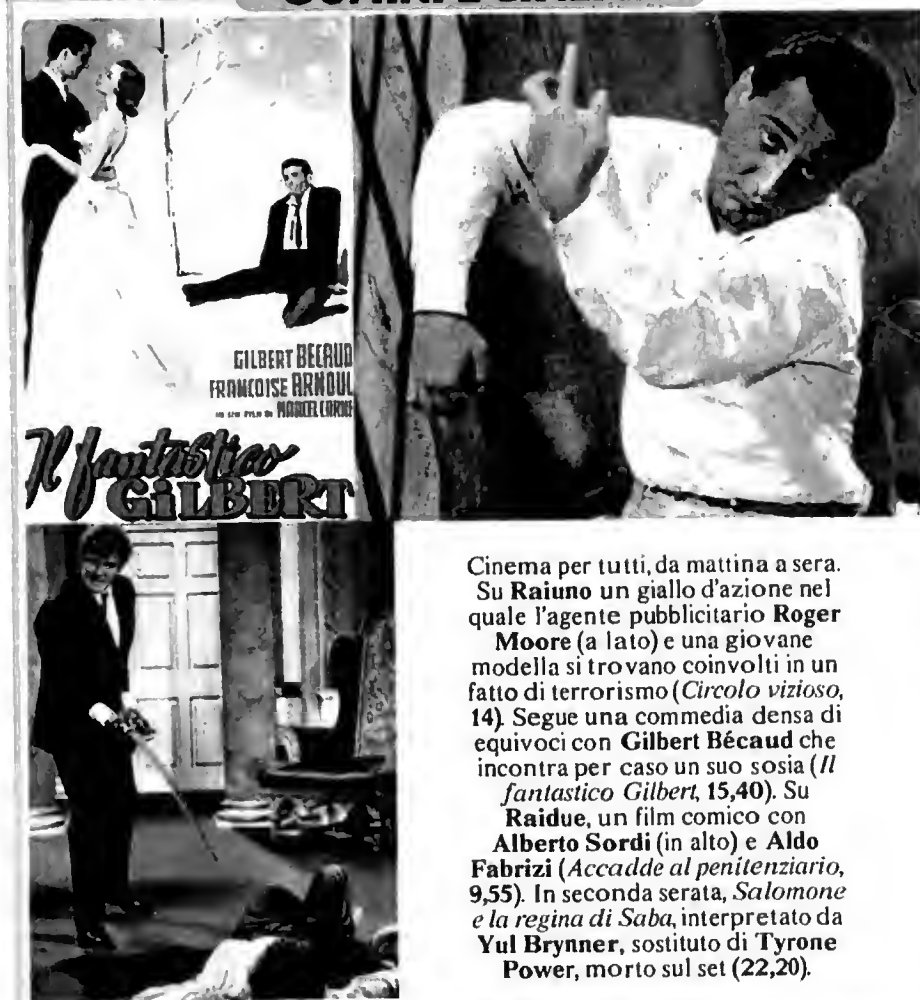 GILBERT BECAUD
FRANCOISE ARNOUL
MARCEL CARNE
Il fantastico
GILBERT
Cinema per tutti, da mattina a sera.
Su Raiuno un giallo d'azione nel
quale l'agente pubblicitario Roger
Moore (a lato) e una giovane
modella si trovano coinvolti in un
fatto di terrorismo (Circolo vizioso,
14). Segue una commedia densa di
equivoci con Gilbert Bécaud che
incontra per caso un suo sosia (Il
fantastico Gilbert, 15,40). Su
Raidue, un film comico con
Alberto Sordi (in alto) e Aldo
Fabrizi (Accadde al penitenziario,
9,55). In seconda serata, Salomone
e la regina di Saba, interpretato da
Yul Brynner, sostituto di Tyrone
Power, morto sul set (22,20).